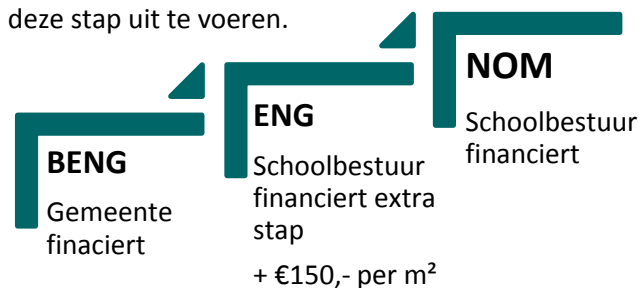 deze stap uit te voeren.
BENG
Gemeente
finaciert
ENG
Schoolbestuur
financiert extra
stap
+ €150,- per m²
NOM
Schoolbestuur
financiert